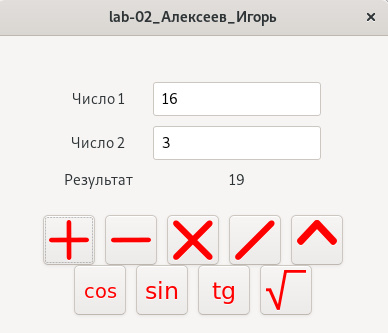 lab-02_Алексеев_Игорь ×
Число 1 16
Число 2 3
Результат 19
+ − × / ^
cos sin tg √